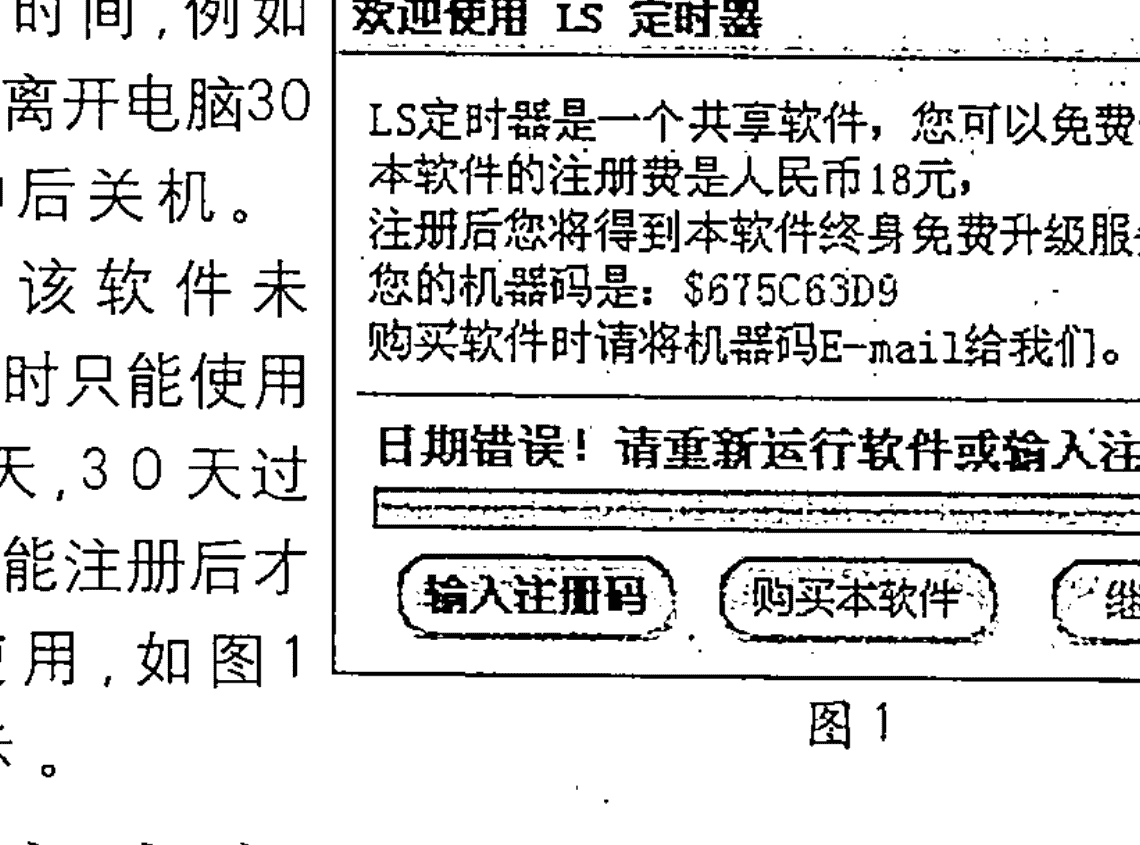 时间,例如
离开电脑30
后关机。
该软件未
时只能使用
天,30天过
能注册后才
使用,如图1
。
欢迎使用 LS 定时器
LS定时器是一个共享软件，您可以免费
本软件的注册费是人民币18元，
注册后您将得到本软件终身免费升级服
您的机器码是：$675C63D9
购买软件时请将机器码E-mail给我们。
日期错误！请重新运行软件或输入注
输入注册码
购买本软件
继
图 1